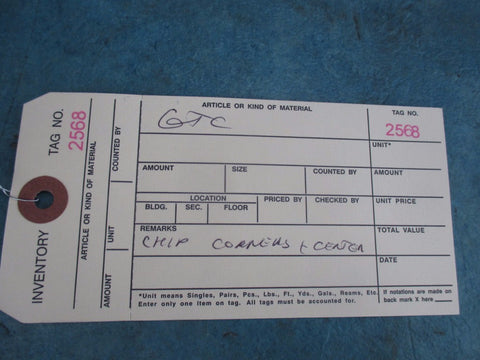 INVENTORY TAG NO. 2568
ARTICLE OR KIND OF MATERIAL
AMOUNT UNIT COUNTED BY
ARTICLE OR KIND OF MATERIAL TAG NO.
GTC 2568
UNIT*
AMOUNT SIZE COUNTED BY AMOUNT
LOCATION PRICED BY CHECKED BY UNIT PRICE
BLDG. SEC. FLOOR
REMARKS TOTAL VALUE
CHIP CORNERS & CENTER
DATE
*Unit means Singles, Pairs, Pcs., Lbs., Ft., Yds., Gals., Reams, Etc.
Enter only one item on tag. All tags must be accounted for.
If notations are made on
back mark X here